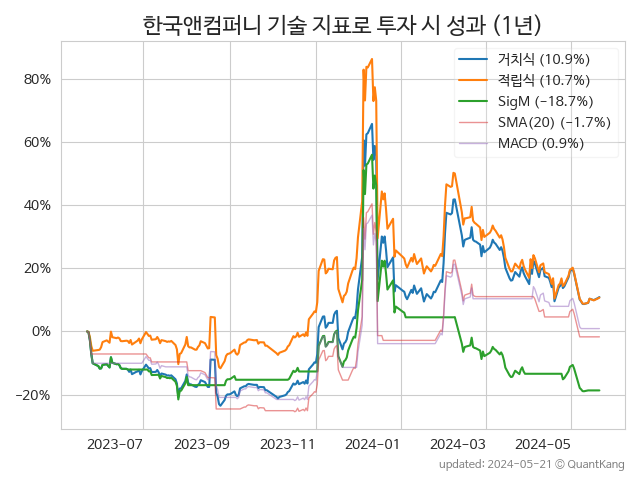 한국앤컴퍼니 기술 지표로 투자 시 성과 (1년)
거치식 (10.9%)
적립식 (10.7%)
SigM (−18.7%)
SMA(20) (−1.7%)
MACD (0.9%)
80%
60%
40%
20%
0%
−20%
2023-07
2023-09
2023-11
2024-01
2024-03
2024-05
updated: 2024-05-21 © QuantKang